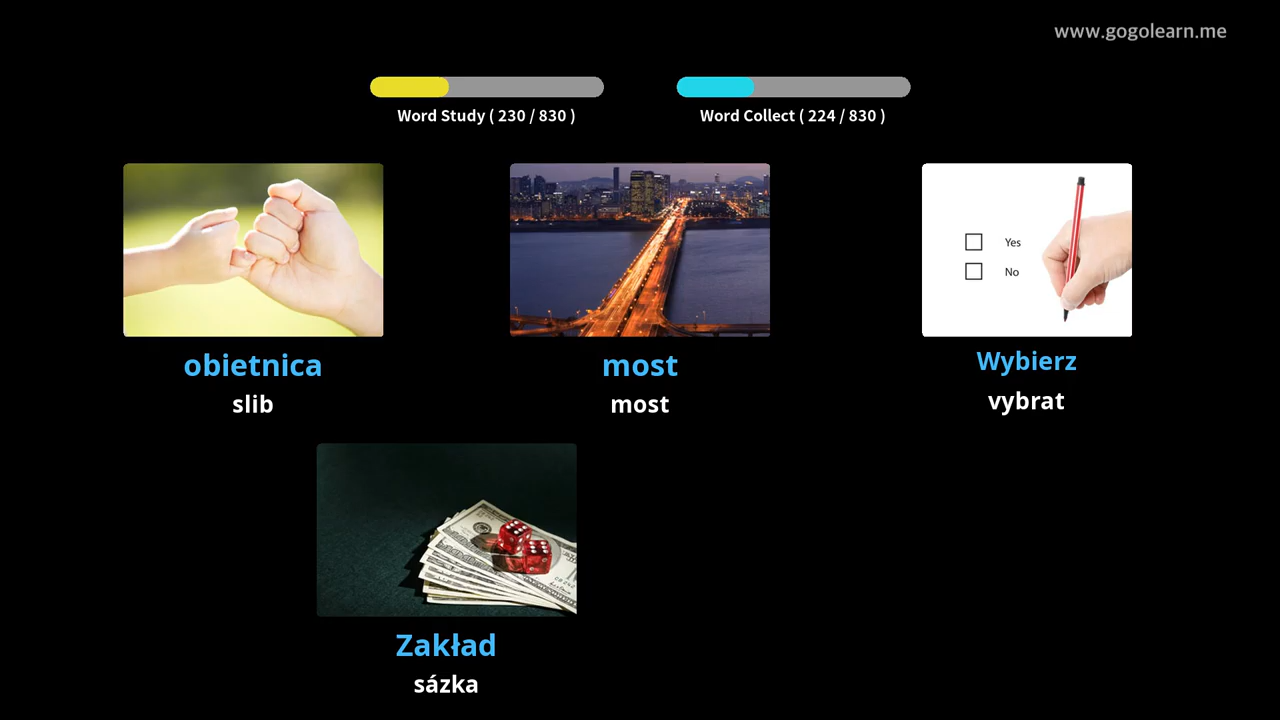 www.gogolearn.me
Word Study ( 230 / 830 )
Word Collect ( 224 / 830 )
Yes
No
obietnica
slib
most
most
Wybierz
vybrat
Zakład
sázka